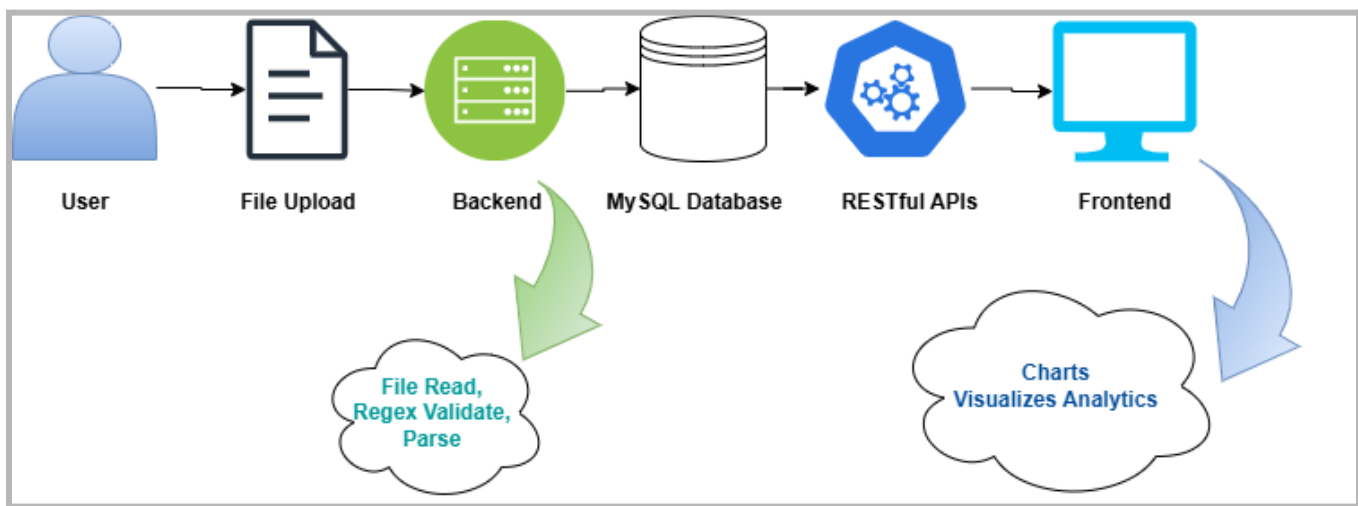 User
File Upload
Backend
MySQL Database
RESTful APIs
Frontend
File Read,
Regex Validate,
Parse
Charts
Visualizes Analytics